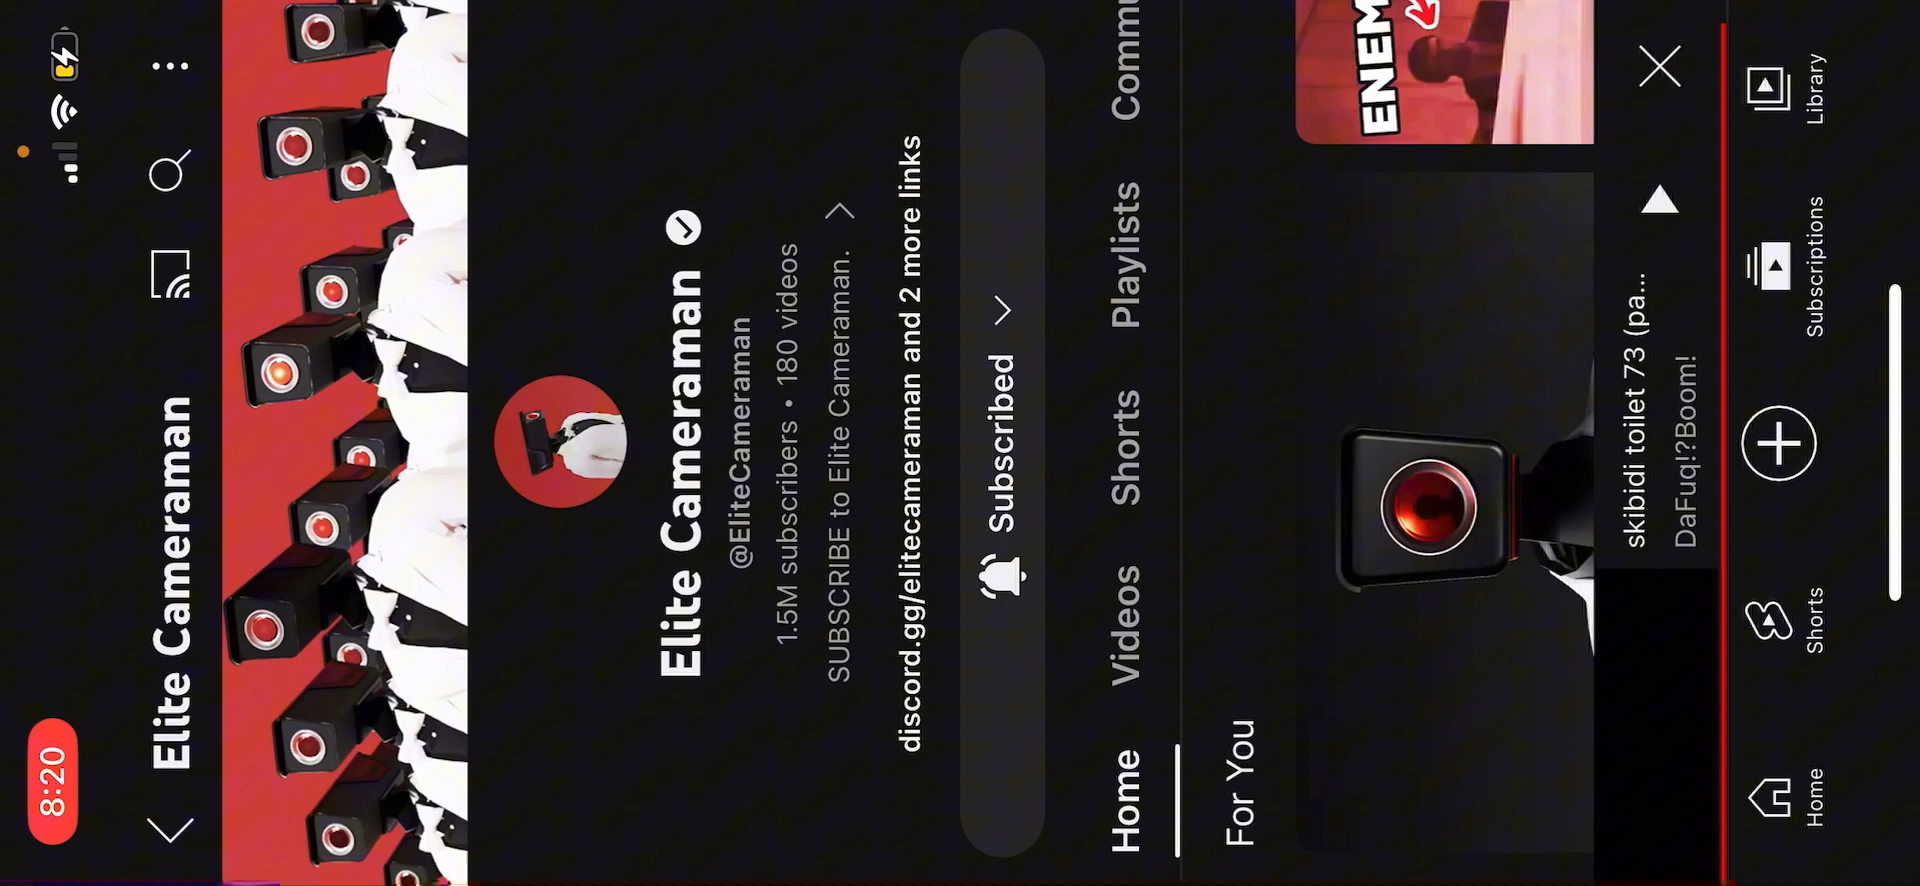 8:20
Elite Cameraman
Elite Cameraman
@EliteCameraman
1.5M subscribers • 180 videos
SUBSCRIBE to Elite Cameraman.
discord.gg/elitecameraman and 2 more links
Subscribed
Home Videos Shorts Playlists Commu
For You
ENEM
skibidi toilet 73 (pa...
DaFuq!?Boom!
Home Shorts Subscriptions Library